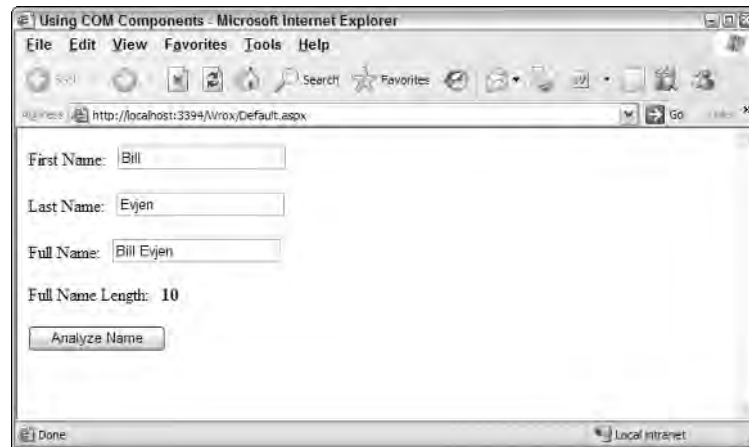 Using COM Components - Microsoft Internet Explorer
File Edit View Favorites Tools Help
Search Favorites
http://localhost:3394/Wrox/Default.aspx Go
First Name: Bill
Last Name: Evjen
Full Name: Bill Evjen
Full Name Length: 10
Analyze Name
Done Local intranet